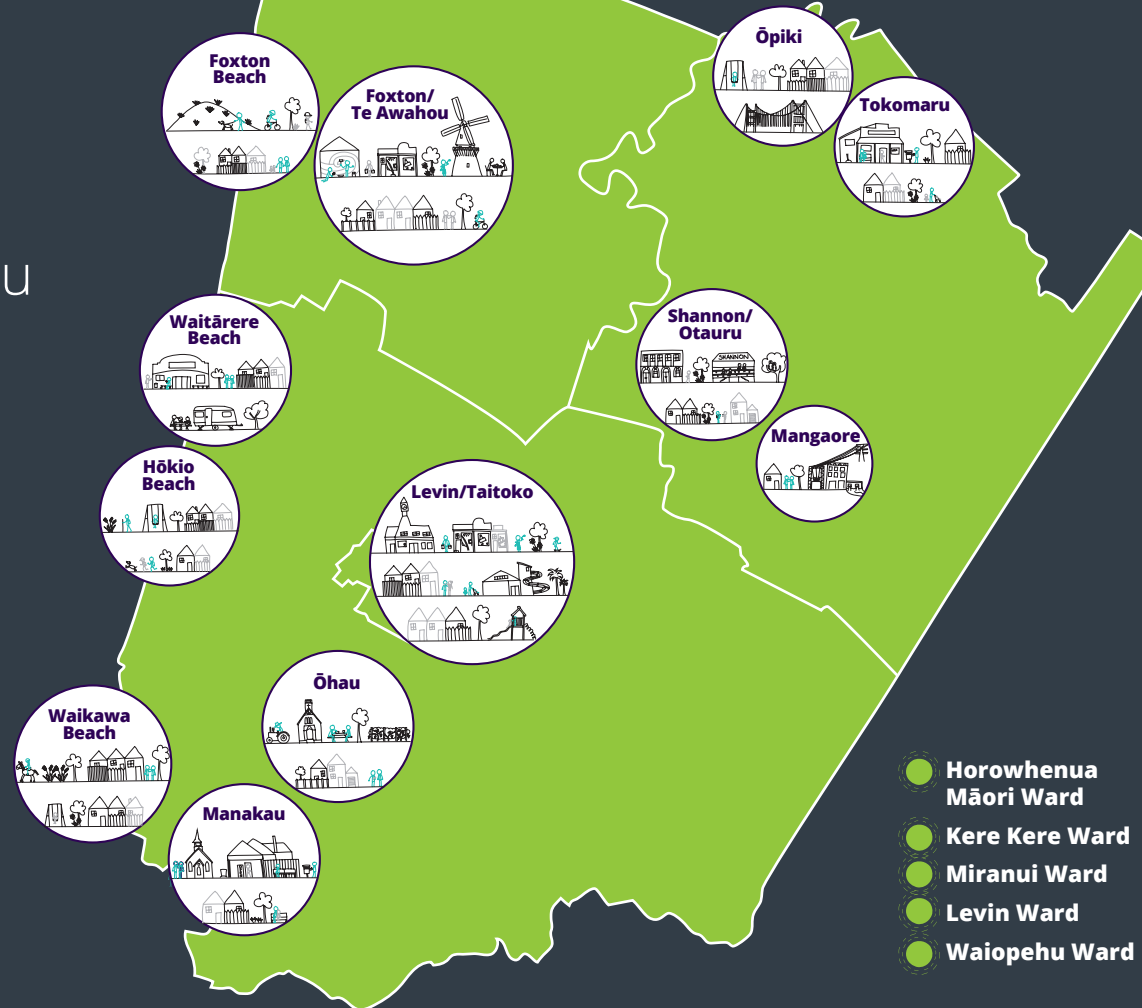 Foxton
Beach
Foxton/
Te Awahou
Ōpiki
Tokomaru
u
Waitārere
Beach
Shannon/
Otauru
SHANNON
Mangaore
Hōkio
Beach
Levin/Taitoko
Ōhau
Waikawa
Beach
Manakau
Horowhenua
Māori Ward
Kere Kere Ward
Miranui Ward
Levin Ward
Waiopehu Ward